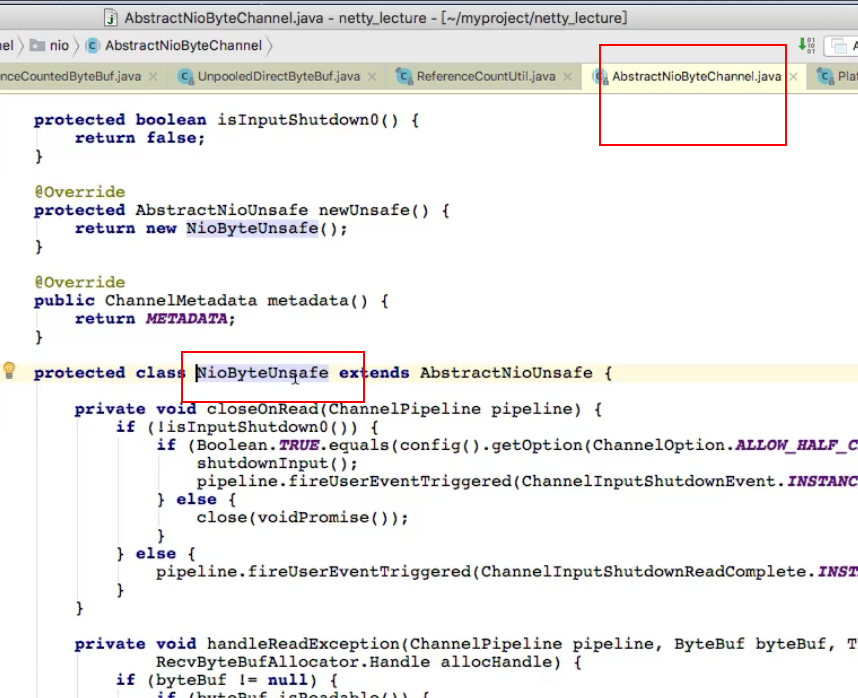 AbstractNioByteChannel.java - netty_lecture - [~/myproject/netty_lecture]
nel nio AbstractNioByteChannel
nceCountedByteBuf.java UnpooledDirectByteBuf.java ReferenceCountUtil.java AbstractNioByteChannel.java Plat
protected boolean isInputShutdown0() {
return false;
}
@Override
protected AbstractNioUnsafe newUnsafe() {
return new NioByteUnsafe();
}
@Override
public ChannelMetadata metadata() {
return METADATA;
}
protected class NioByteUnsafe extends AbstractNioUnsafe {
private void closeOnRead(ChannelPipeline pipeline) {
if (!isInputShutdown0()) {
if (Boolean.TRUE.equals(config().getOption(ChannelOption.ALLOW_HALF_C
shutdownInput();
pipeline.fireUserEventTriggered(ChannelInputShutdownEvent.INSTANC
} else {
close(voidPromise());
}
} else {
pipeline.fireUserEventTriggered(ChannelInputShutdownReadComplete.INST
}
}
private void handleReadException(ChannelPipeline pipeline, ByteBuf byteBuf, T
RecvByteBufAllocator.Handle allocHandle) {
if (byteBuf != null) {
if (byteBuf.isReadable()) {